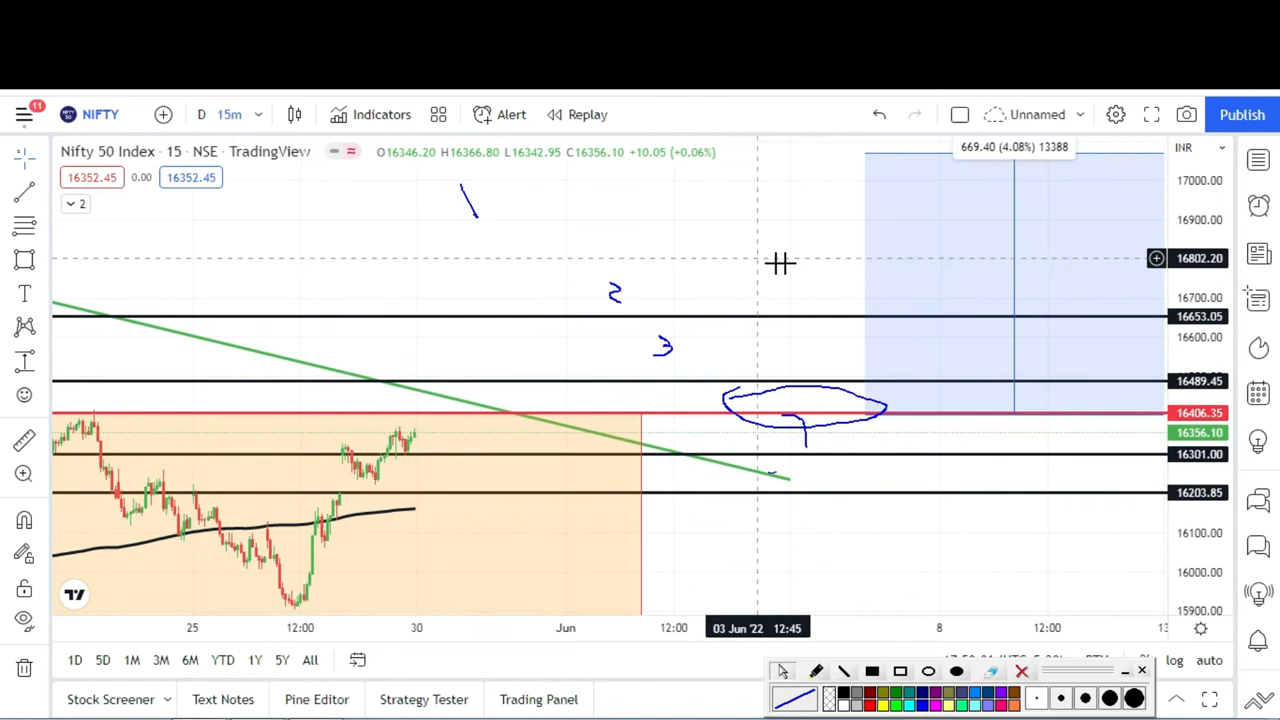 11 NIFTY D 15m Indicators Alert Replay Unnamed Publish
Nifty 50 Index · 15 · NSE · TradingView O16346.20 H16366.80 L16342.95 C16356.10 +10.05 (+0.06%) 669.40 (4.08%) 13388 INR
16352.45 0.00 16352.45
17000.00
2
16900.00
16802.20
2
16700.00
16653.05
16600.00
3
16489.45
16406.35
16356.10
16301.00
16203.85
16100.00
16000.00
15900.00
25 12:00 30 Jun 12:00 03 Jun '22 12:45 8 12:00 13
1D 5D 1M 3M 6M YTD 1Y 5Y All log auto
Stock Screener Text Notes Pine Editor Strategy Tester Trading Panel